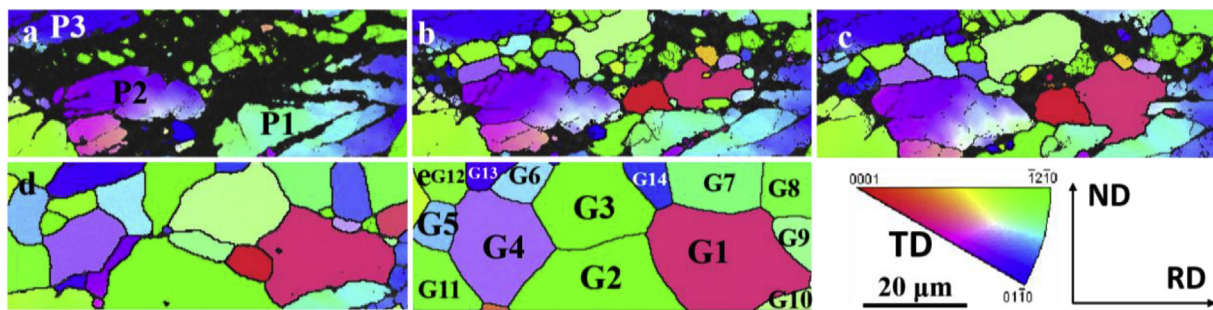 a P3 P2 P1
b
c
d
e G12 G13 G6 G14 G7 G8
G5 G3 G9
G4 G1
G11 G2 G10
0001 1̄21̄0
TD
011̄0
20 µm
ND
RD